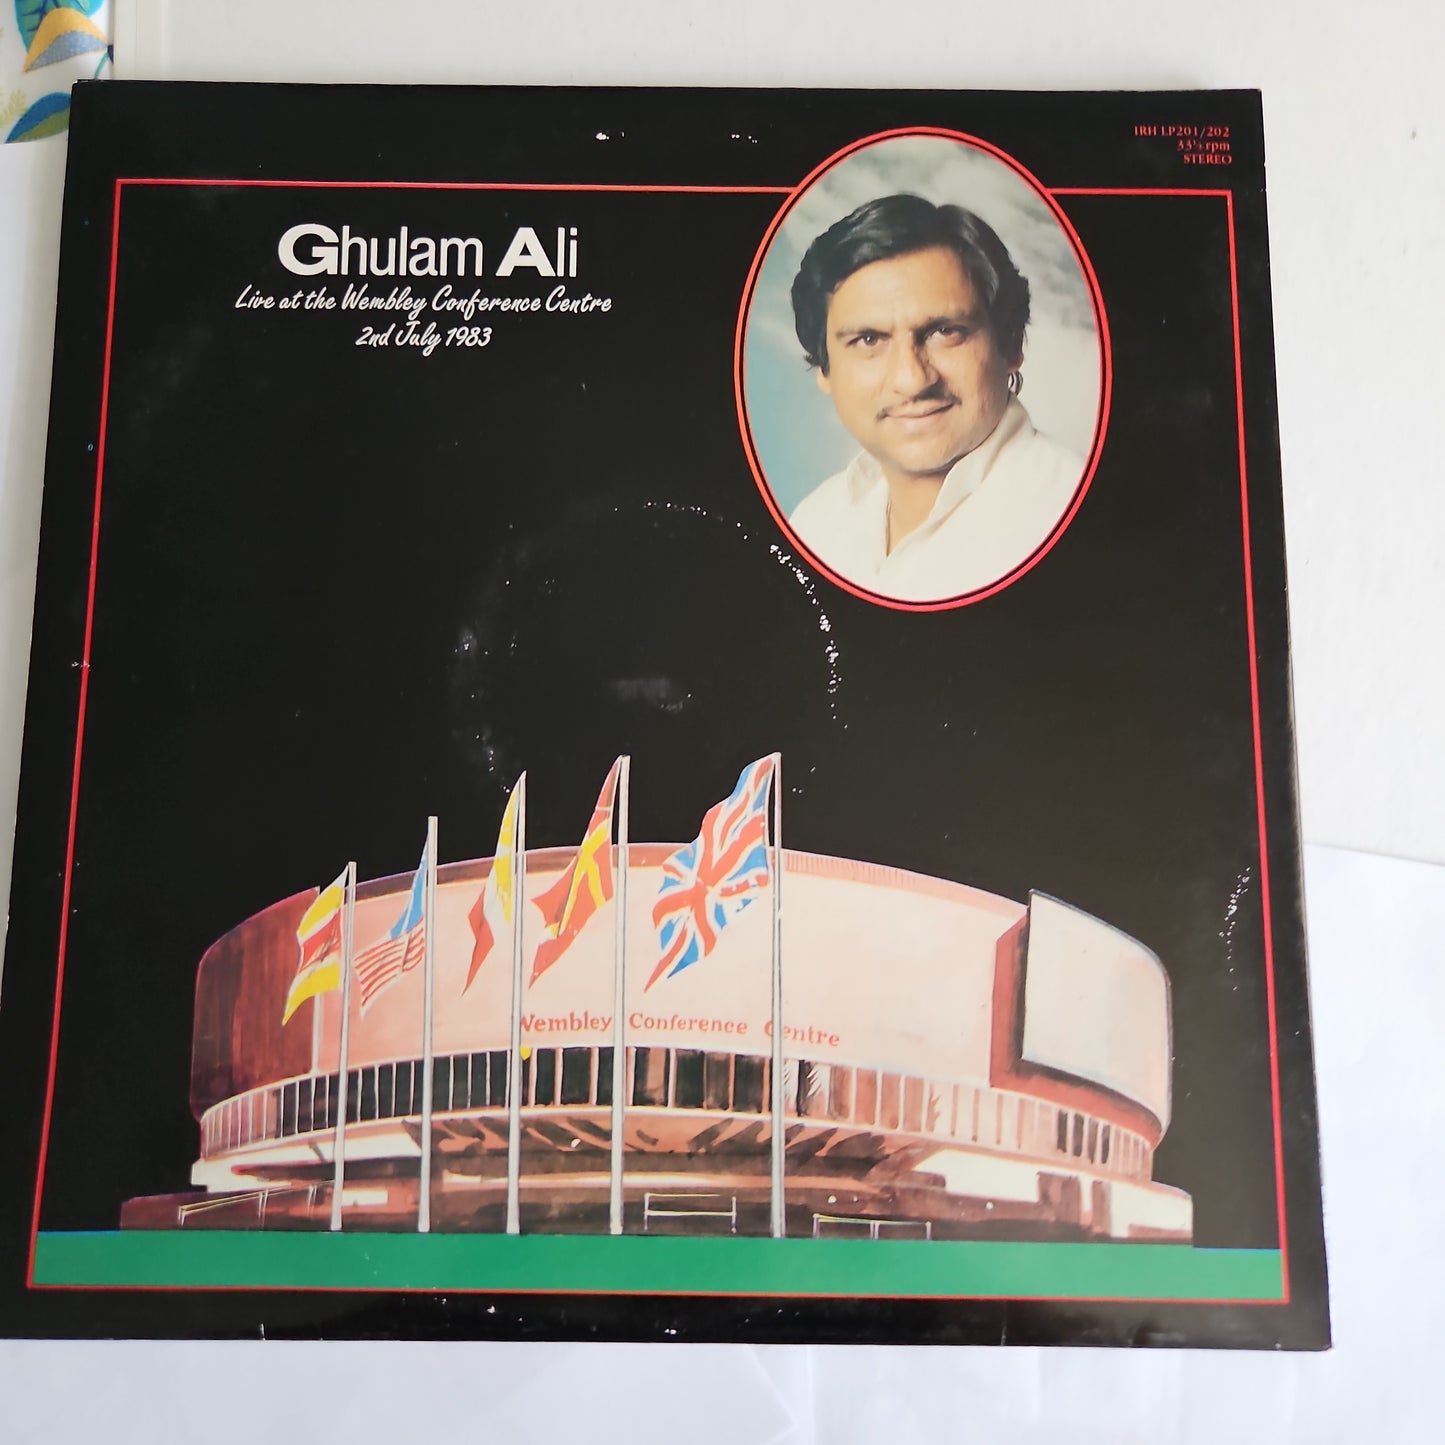 IRH LP201/202
33⅓ rpm
STEREO
Ghulam Ali
Live at the Wembley Conference Centre
2nd July 1983
Wembley Conference Centre